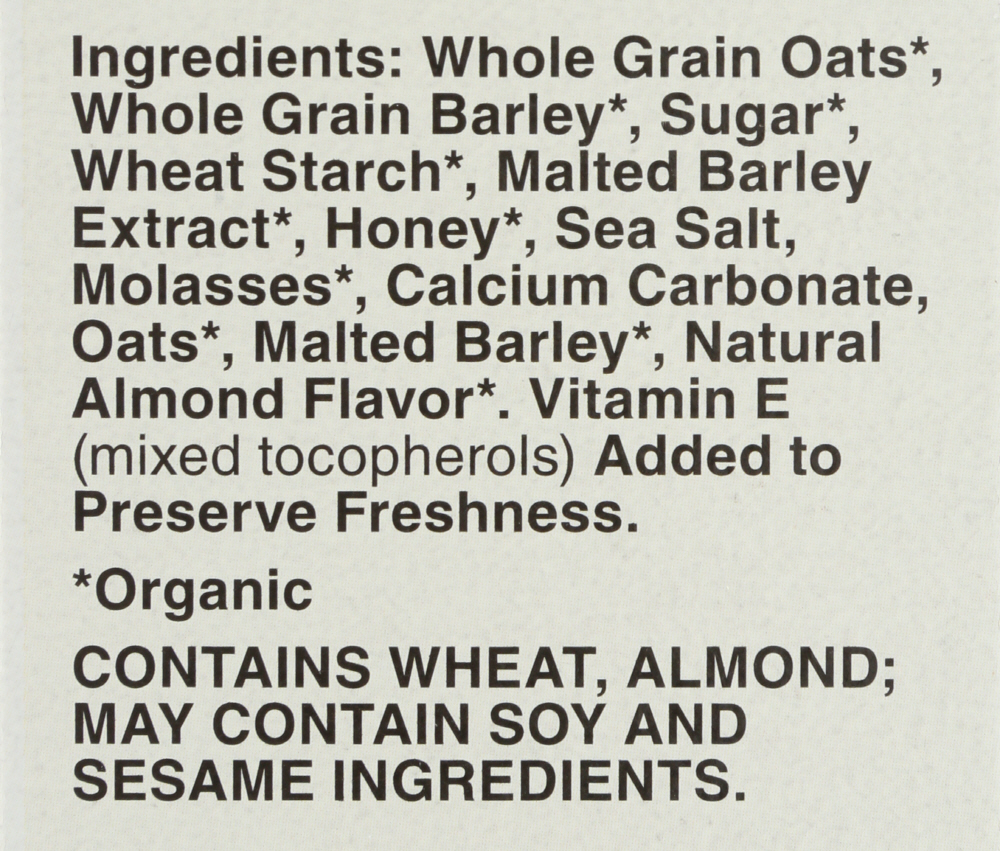 Ingredients: Whole Grain Oats*,
Whole Grain Barley*, Sugar*,
Wheat Starch*, Malted Barley
Extract*, Honey*, Sea Salt,
Molasses*, Calcium Carbonate,
Oats*, Malted Barley*, Natural
Almond Flavor*. Vitamin E
(mixed tocopherols) Added to
Preserve Freshness.
*Organic
CONTAINS WHEAT, ALMOND;
MAY CONTAIN SOY AND
SESAME INGREDIENTS.